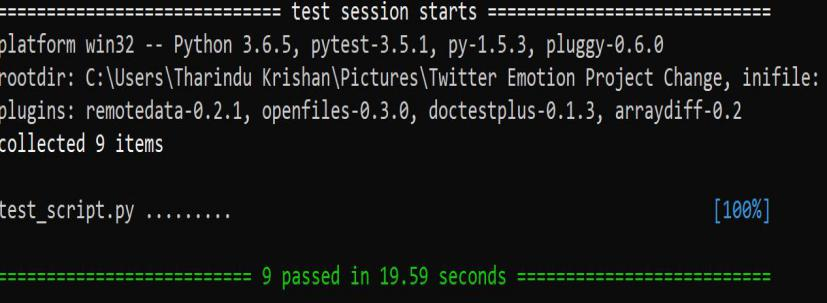 ============================= test session starts =============================
platform win32 -- Python 3.6.5, pytest-3.5.1, py-1.5.3, pluggy-0.6.0
rootdir: C:\Users\Tharindu Krishan\Pictures\Twitter Emotion Project Change, inifile:
plugins: remotedata-0.2.1, openfiles-0.3.0, doctestplus-0.1.3, arraydiff-0.2
collected 9 items
test_script.py ......... [100%]
========================== 9 passed in 19.59 seconds ==========================